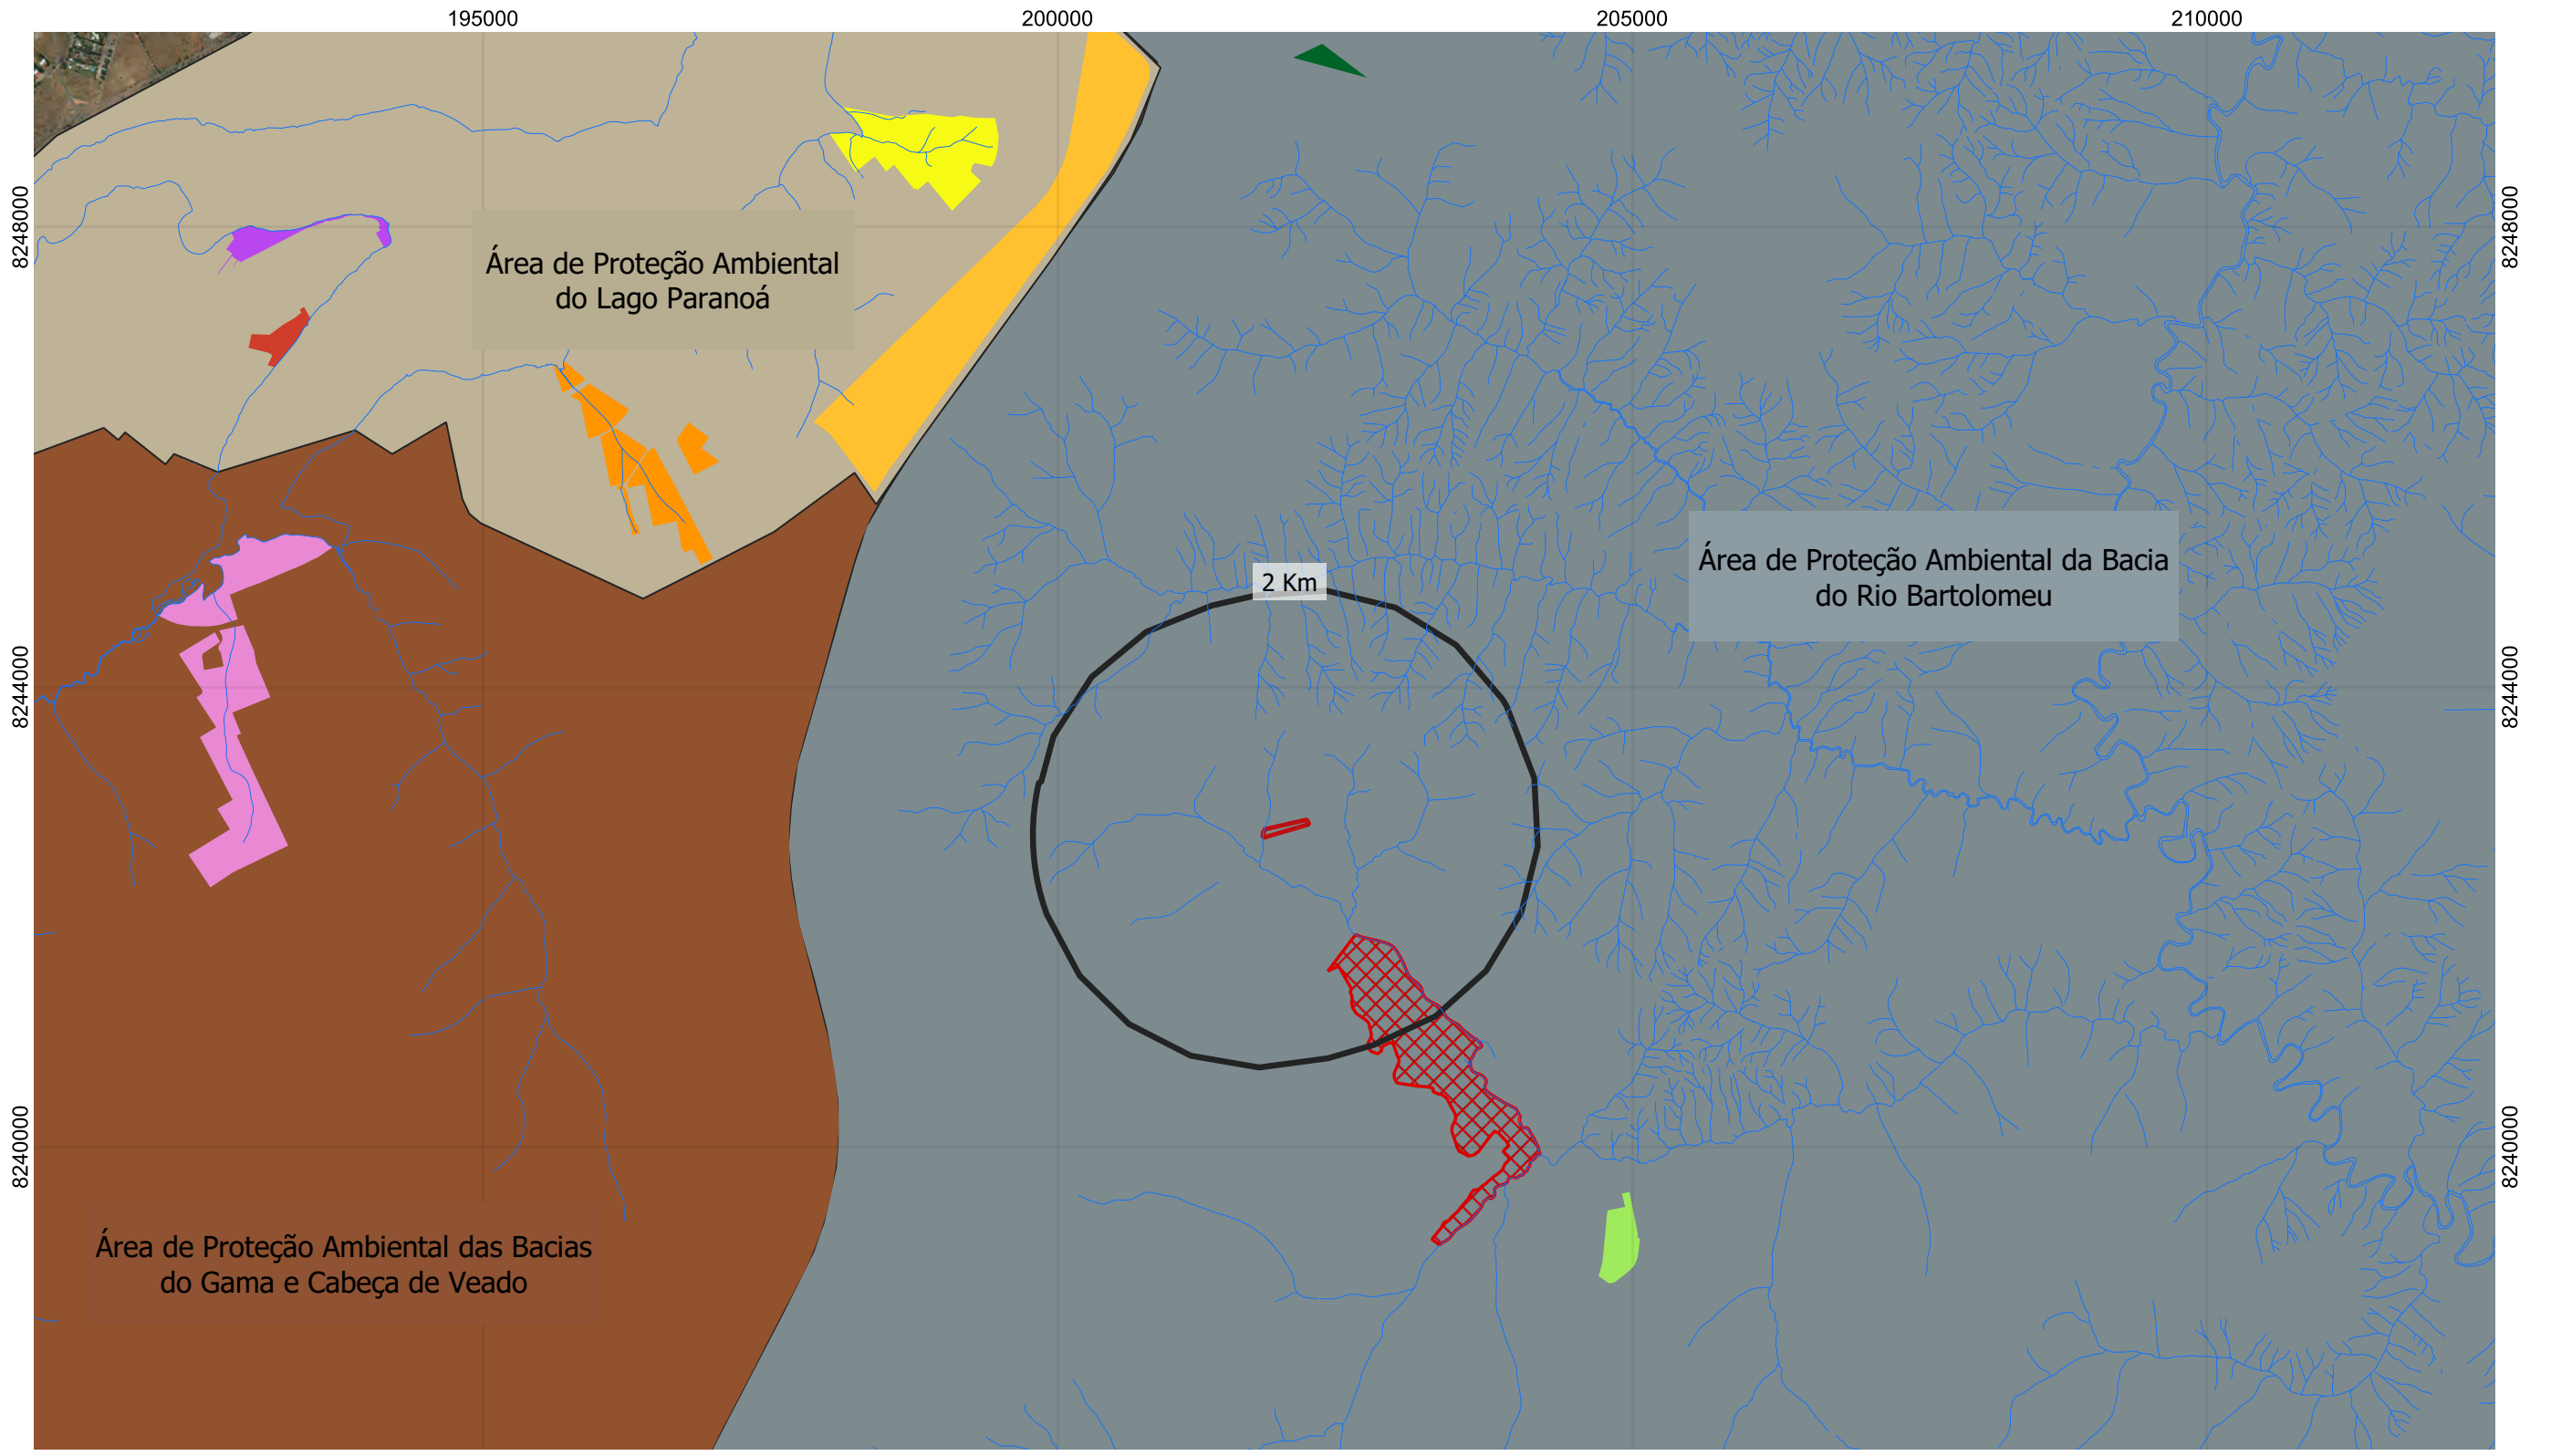 195000
200000
205000
210000
8248000
8248000
Área de Proteção Ambiental
do Lago Paranoá
Área de Proteção Ambiental da Bacia
do Rio Bartolomeu
2 Km
8244000
8244000
8240000
8240000
Área de Proteção Ambiental das Bacias
do Gama e Cabeça de Veado